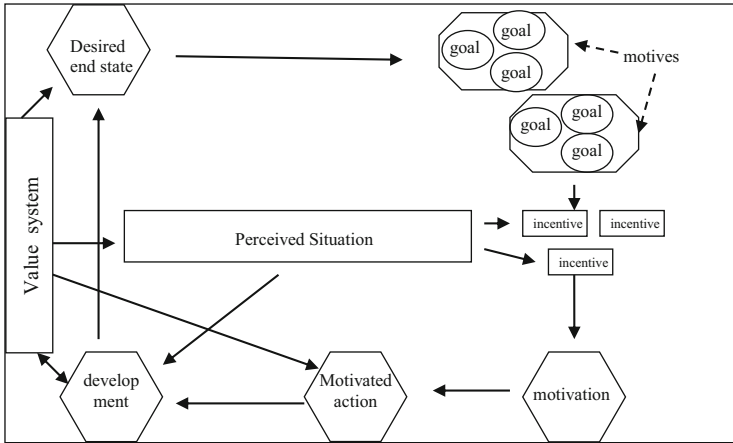 Desired
end state
goal
goal
goal
motives
goal
goal
goal
Value system
Perceived Situation
incentive
incentive
incentive
develop
ment
Motivated
action
motivation